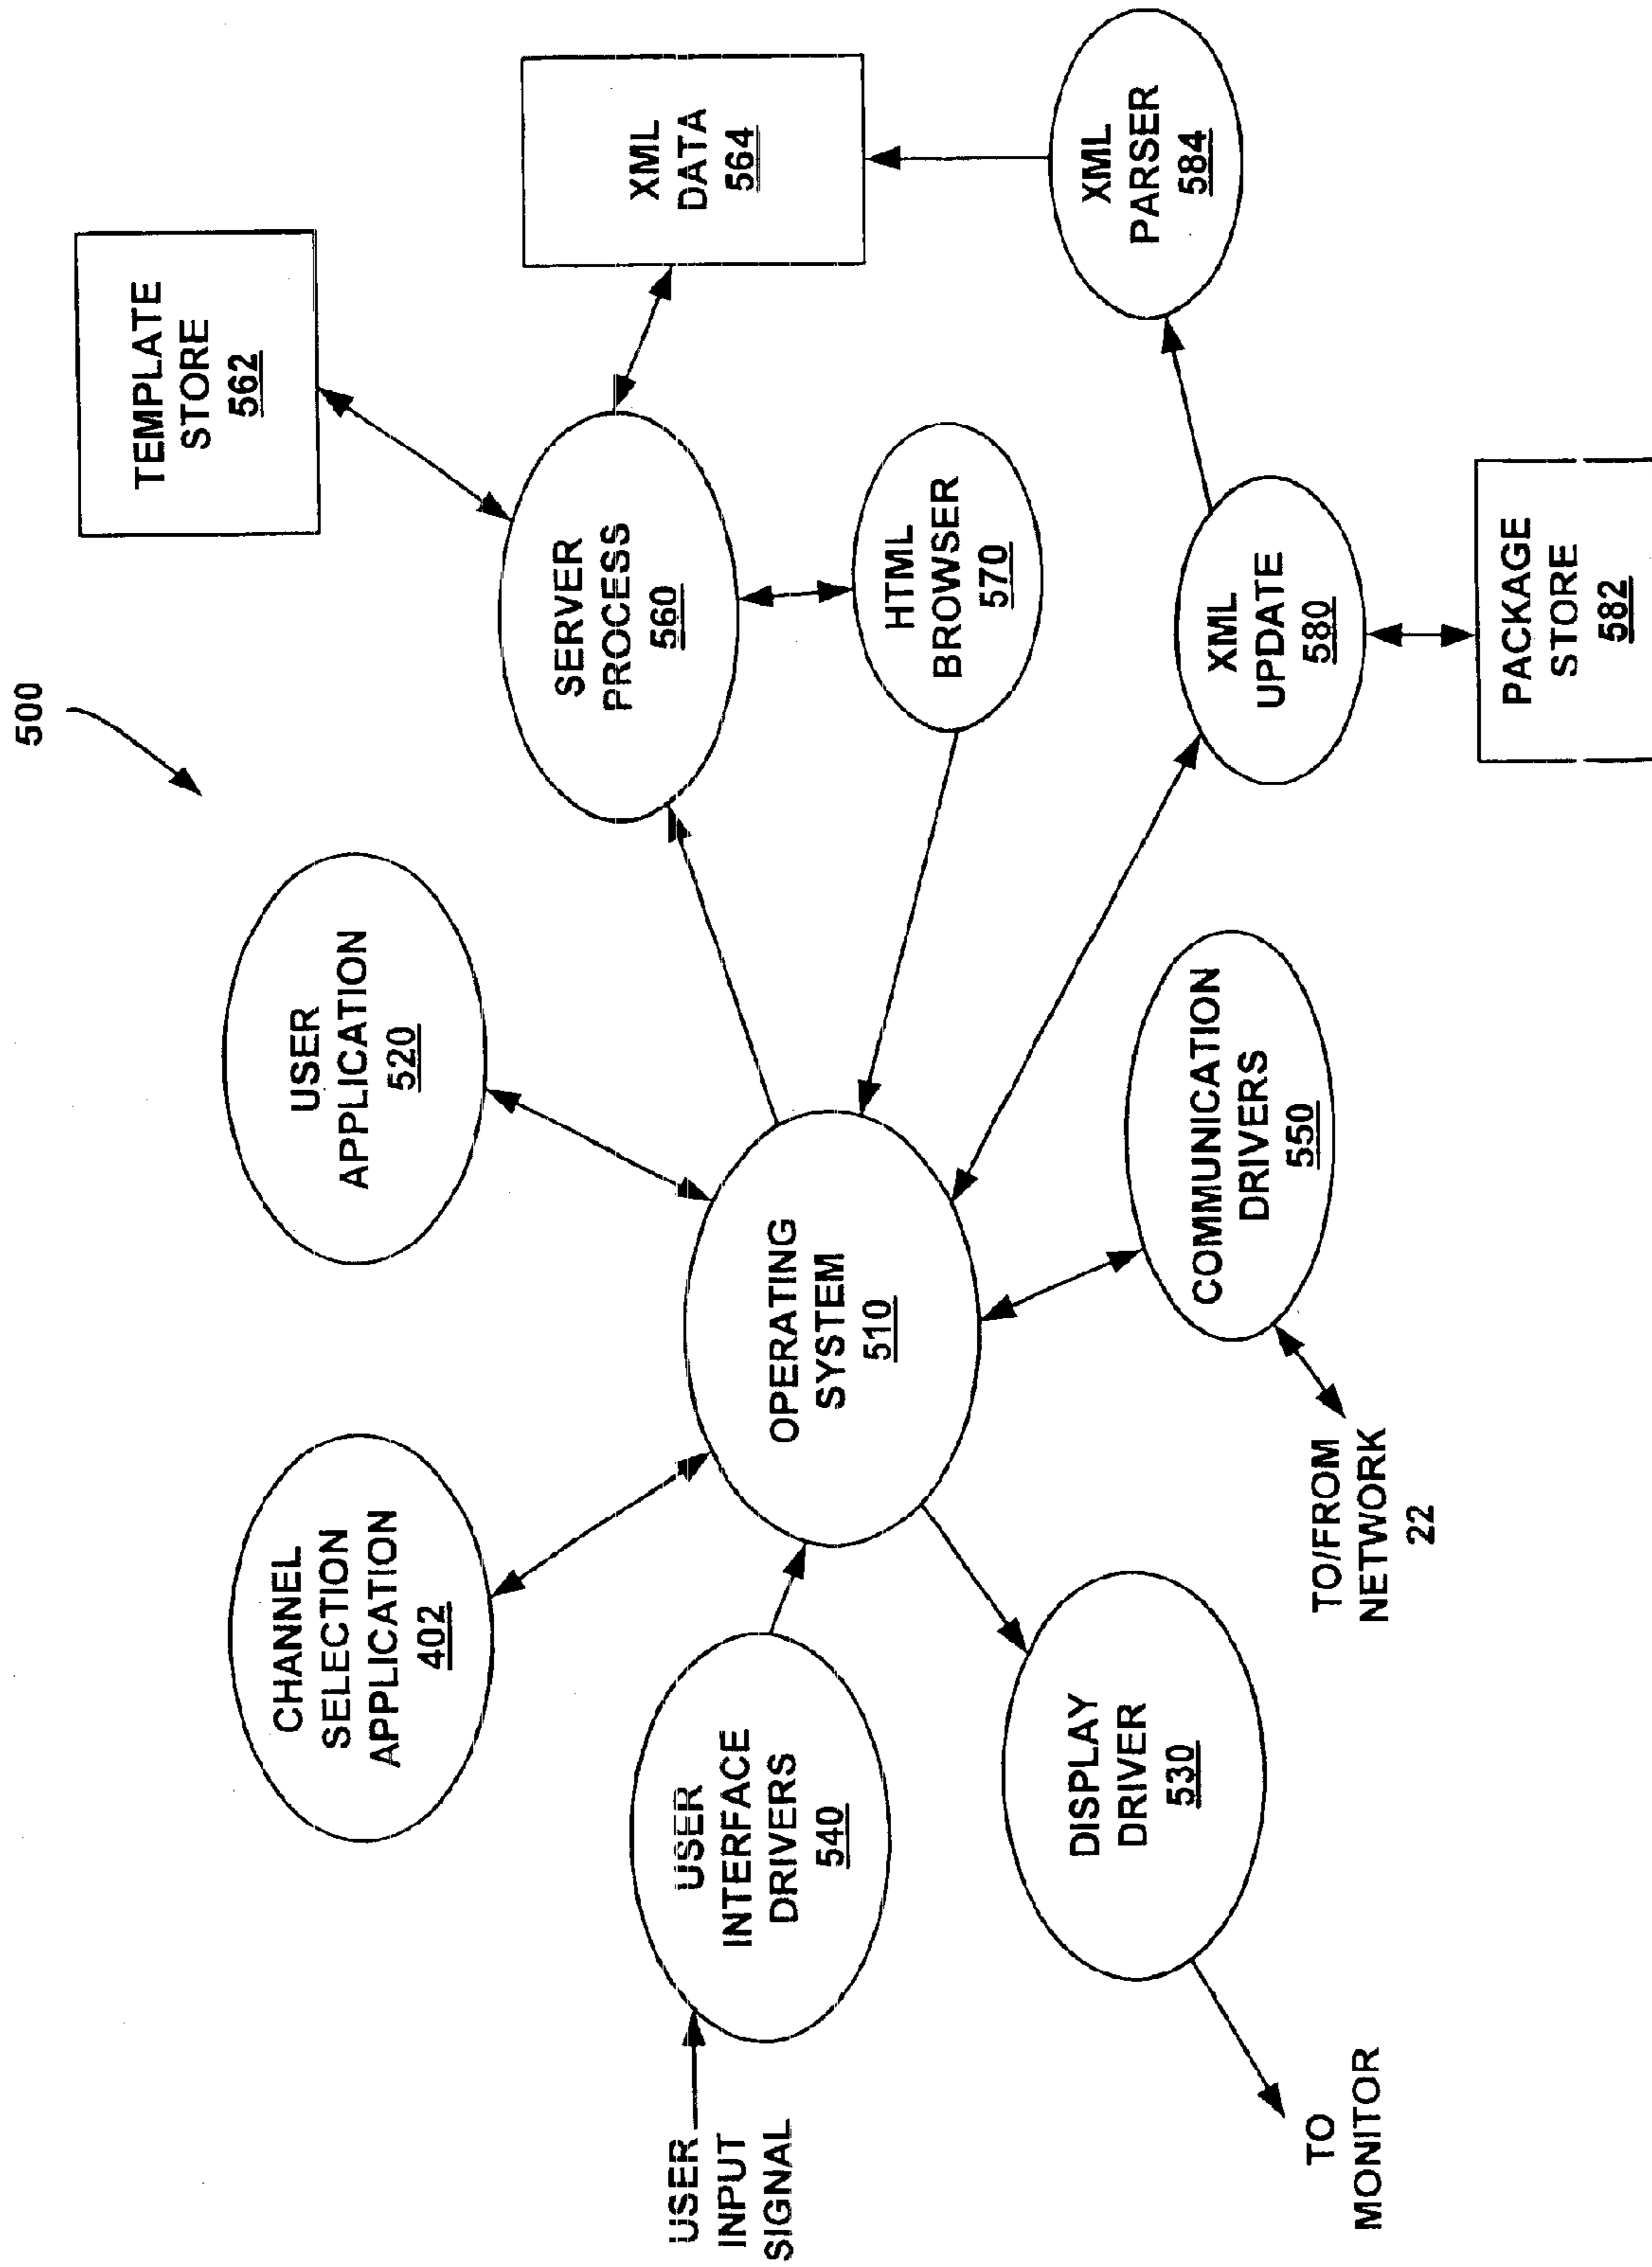 500
TEMPLATE
STORE
562
CHANNEL
SELECTION
APPLICATION
402
USER
APPLICATION
520
SERVER
PROCESS
560
XML
DATA
564
USER
INPUT
SIGNAL
USER
INTERFACE
DRIVERS
540
OPERATING
SYSTEM
510
HTML
BROWSER
570
DISPLAY
DRIVER
530
COMMUNICATION
DRIVERS
550
XML
UPDATE
580
XML
PARSER
584
TO
MONITOR
TO/FROM
NETWORK
22
PACKAGE
STORE
582